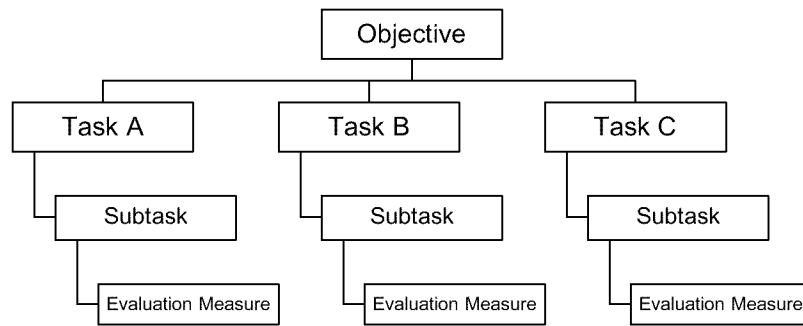 Objective
Task A
Task B
Task C
Subtask
Subtask
Subtask
Evaluation Measure
Evaluation Measure
Evaluation Measure